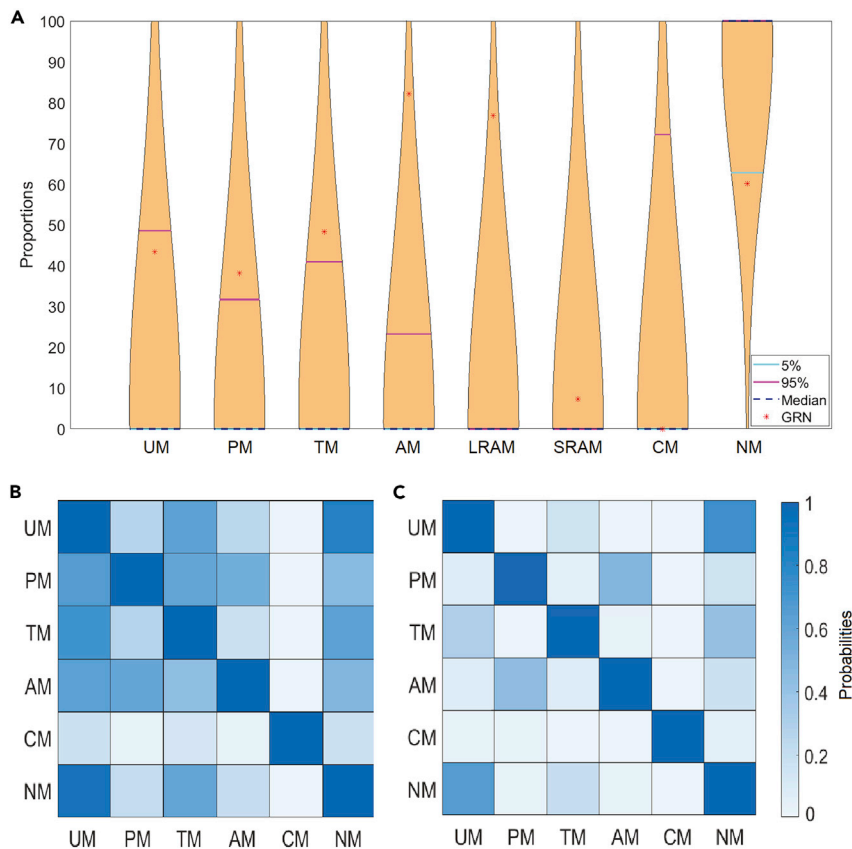 A
Proportions
100
90
80
70
60
50
40
30
20
10
0
UM PM TM AM LRAM SRAM CM NM
5%
95%
Median
GRN
B
UM
PM
TM
AM
CM
NM
UM PM TM AM CM NM
C
UM
PM
TM
AM
CM
NM
UM PM TM AM CM NM
1
0.8
0.6
0.4
0.2
0
Probabilities